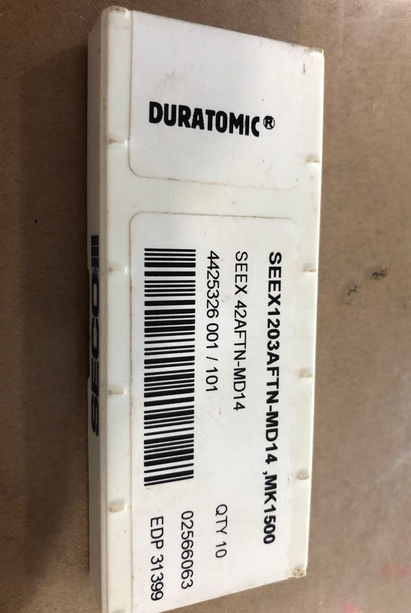 DURATOMIC®
SEEX1203AFTN-MD14 ,MK1500
SEEX 42AFTN-MD14
QTY 10
4425326 001 / 101
02566063
EDP 31399
SECO